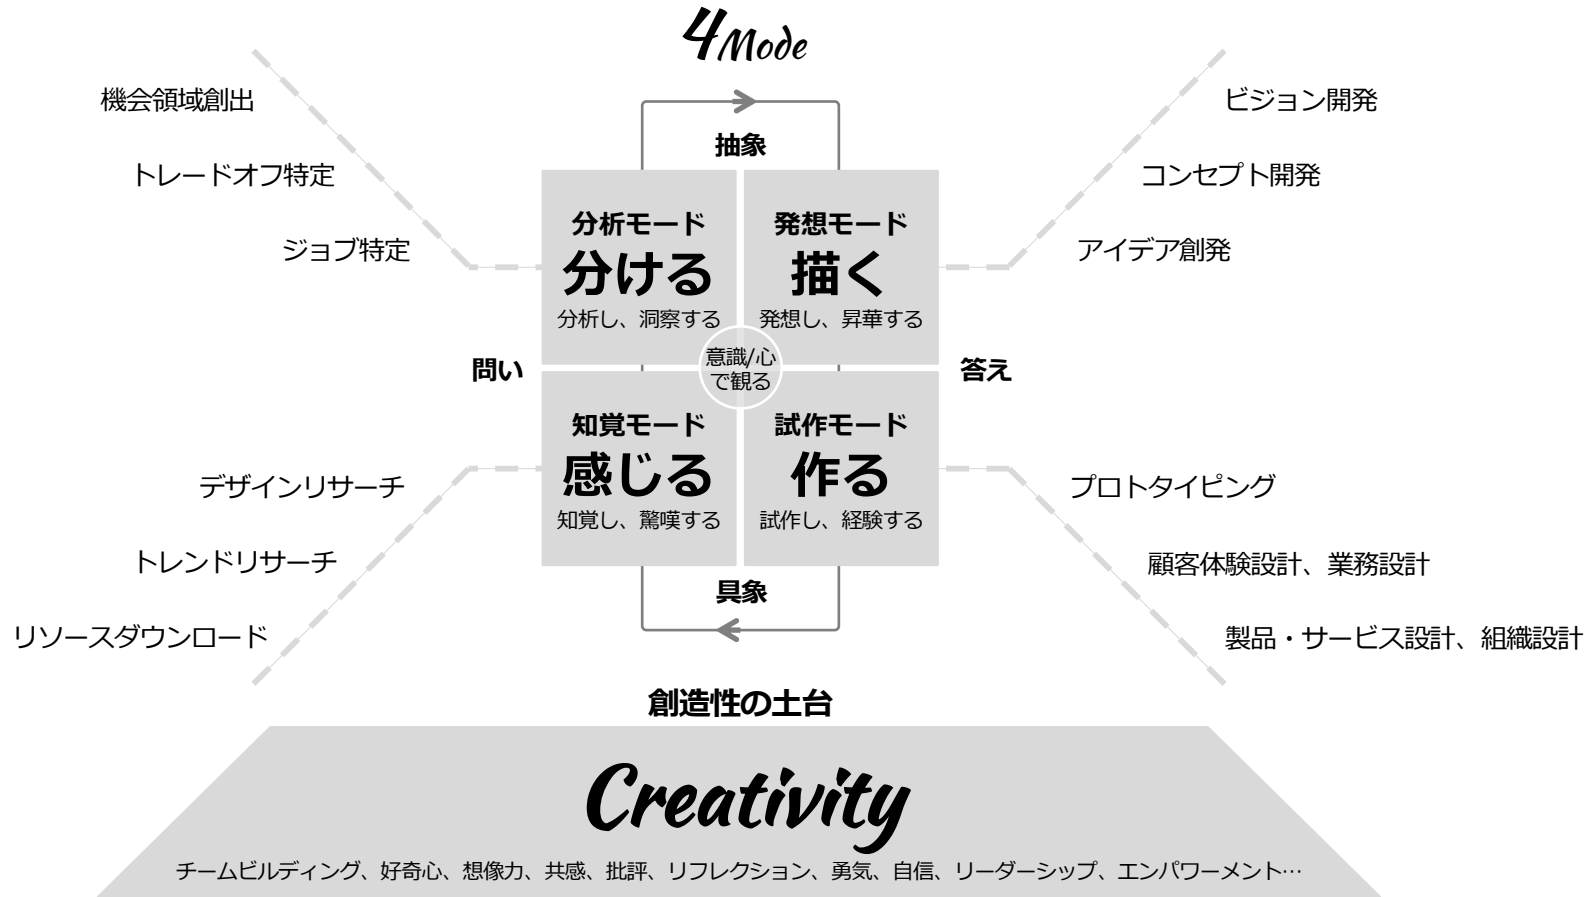 4Mode
機会領域創出
トレードオフ特定
ジョブ特定
ビジョン開発
コンセプト開発
アイデア創発
抽象
分析モード
分ける
分析し、洞察する
発想モード
描く
発想し、昇華する
問い
意識/心
で観る
答え
知覚モード
感じる
知覚し、驚嘆する
試作モード
作る
試作し、経験する
具象
デザインリサーチ
トレンドリサーチ
リソースダウンロード
プロトタイピング
顧客体験設計、業務設計
製品・サービス設計、組織設計
創造性の土台
Creativity
チームビルディング、好奇心、想像力、共感、批評、リフレクション、勇気、自信、リーダーシップ、エンパワーメント…